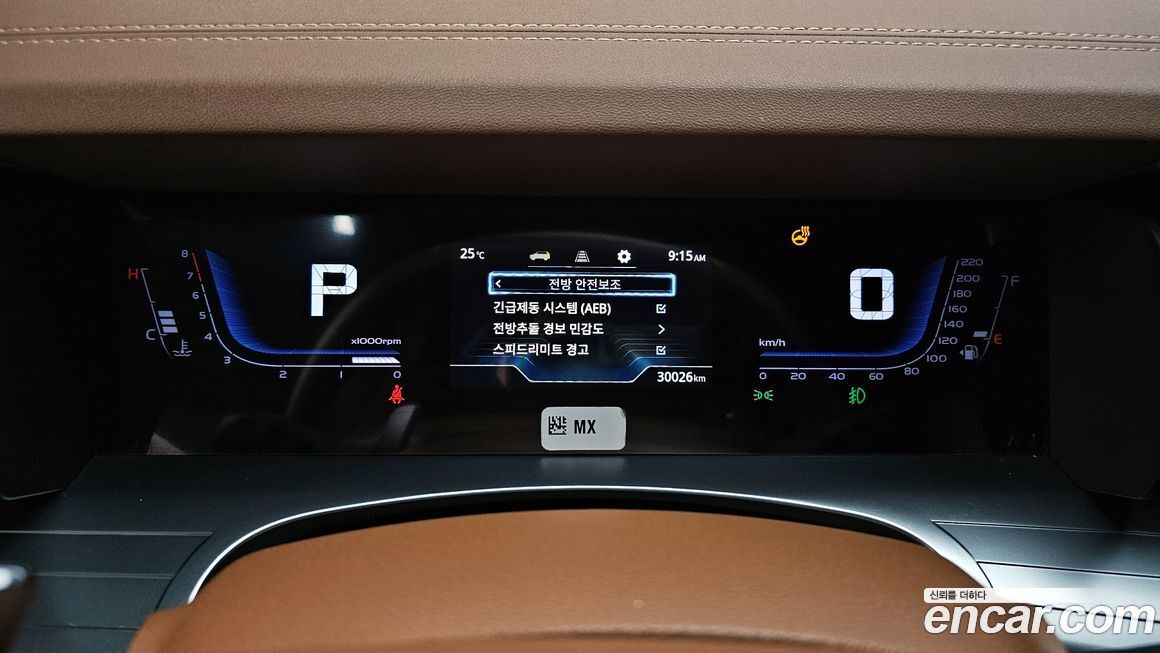 25℃
9:15AM
전방 안전보조
긴급제동 시스템 (AEB)
전방추돌 경보 민감도
스피드리미트 경고
30026km
H
C
8
7
6
5
4
3
2
1
0
x1000rpm
P
0
km/h
0
20
40
60
80
100
120
140
160
180
200
220
F
E
MX
신뢰를 더하다
encar.com